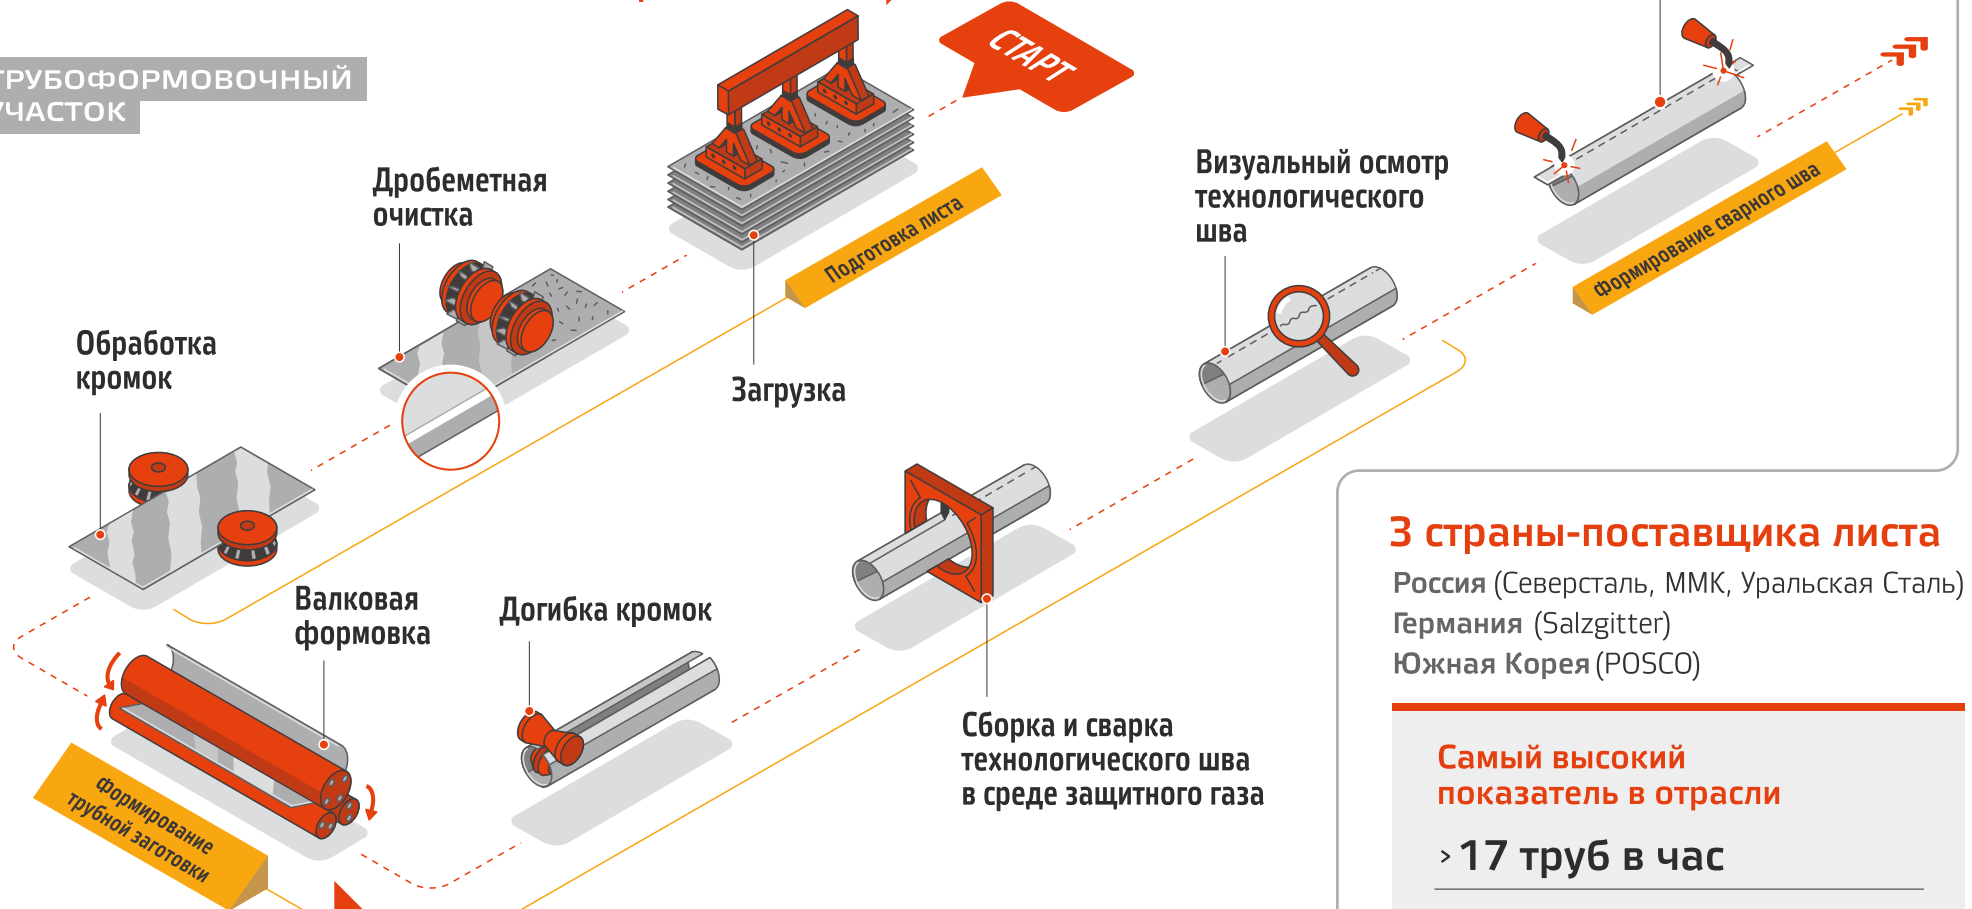 ТРУБОФОРМОВОЧНЫЙ
УЧАСТОК
СТАРТ
Дробеметная
очистка
Подготовка листа
Визуальный осмотр
технологического
шва
Формирование сварного шва
Обработка
кромок
Загрузка
Валковая
формовка
Догибка кромок
Сборка и сварка
технологического шва
в среде защитного газа
Формирование
трубной заготовки
3 страны-поставщика листа
Россия (Северсталь, ММК, Уральская Сталь)
Германия (Salzgitter)
Южная Корея (POSCO)
Самый высокий
показатель в отрасли
› 17 труб в час